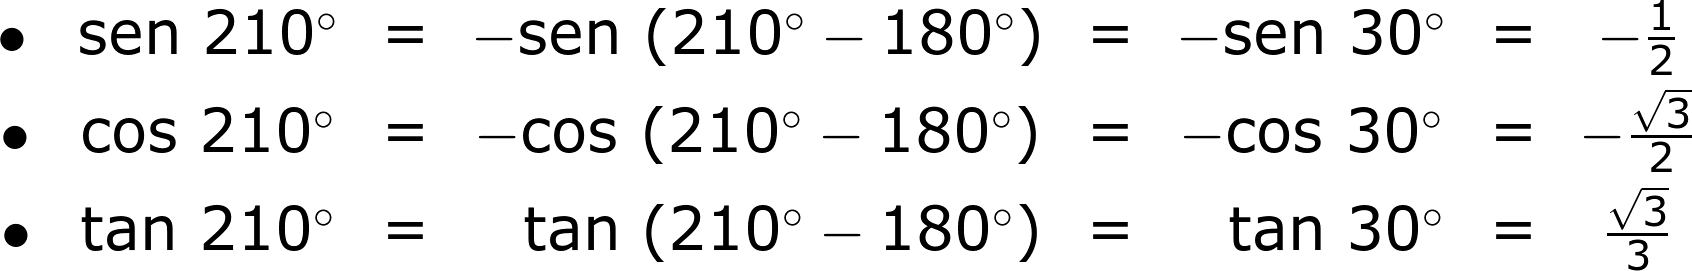 • sen 210° = −sen (210° − 180°) = −sen 30° = −1/2
• cos 210° = −cos (210° − 180°) = −cos 30° = −√3/2
• tan 210° = tan (210° − 180°) = tan 30° = √3/3